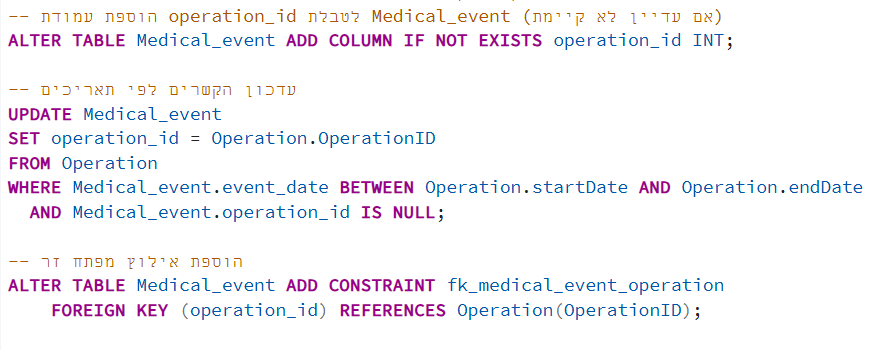 -- הוספת עמודת operation_id לטבלת Medical_event (אם עדיין לא קיימת)
ALTER TABLE Medical_event ADD COLUMN IF NOT EXISTS operation_id INT;
-- עדכון הקשרים לפי תאריכים
UPDATE Medical_event
SET operation_id = Operation.OperationID
FROM Operation
WHERE Medical_event.event_date BETWEEN Operation.startDate AND Operation.endDate
AND Medical_event.operation_id IS NULL;
-- הוספת אילוץ מפתח זר
ALTER TABLE Medical_event ADD CONSTRAINT fk_medical_event_operation
FOREIGN KEY (operation_id) REFERENCES Operation(OperationID);